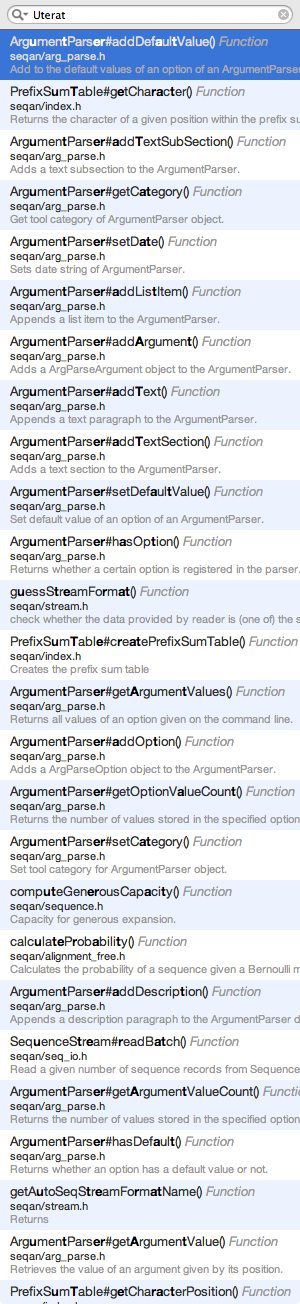 Uterat
ArgumentParser#addDefaultValue() Function
seqan/arg_parse.h
Add to the default values of an option of an ArgumentParser
PrefixSumTable#getCharacter() Function
seqan/index.h
Returns the character of a given position within the prefix su
ArgumentParser#addTextSubSection() Function
seqan/arg_parse.h
Adds a text subsection to the ArgumentParser.
ArgumentParser#getCategory() Function
seqan/arg_parse.h
Get tool category of ArgumentParser object.
ArgumentParser#setDate() Function
seqan/arg_parse.h
Sets date string of ArgumentParser.
ArgumentParser#addListItem() Function
seqan/arg_parse.h
Appends a list item to the ArgumentParser.
ArgumentParser#addArgument() Function
seqan/arg_parse.h
Adds a ArgParseArgument object to the ArgumentParser.
ArgumentParser#addText() Function
seqan/arg_parse.h
Appends a text paragraph to the ArgumentParser.
ArgumentParser#addTextSection() Function
seqan/arg_parse.h
Adds a text section to the ArgumentParser.
ArgumentParser#setDefaultValue() Function
seqan/arg_parse.h
Set default value of an option of an ArgumentParser.
ArgumentParser#hasOption() Function
seqan/arg_parse.h
Returns whether a certain option is registered in the parser.
guessStreamFormat() Function
seqan/stream.h
check whether the data provided by reader is (one of) the s
PrefixSumTable#createPrefixSumTable() Function
seqan/index.h
Creates the prefix sum table
ArgumentParser#getArgumentValues() Function
seqan/arg_parse.h
Returns all values of an option given on the command line.
ArgumentParser#addOption() Function
seqan/arg_parse.h
Adds a ArgParseOption object to the ArgumentParser.
ArgumentParser#getOptionValueCount() Function
seqan/arg_parse.h
Returns the number of values stored in the specified option
ArgumentParser#setCategory() Function
seqan/arg_parse.h
Set tool category for ArgumentParser object.
computeGenerousCapacity() Function
seqan/sequence.h
Capacity for generous expansion.
calculateProbability() Function
seqan/alignment_free.h
Calculates the probability of a sequence given a Bernoulli m
ArgumentParser#addDescription() Function
seqan/arg_parse.h
Appends a description paragraph to the ArgumentParser d
SequenceStream#readBatch() Function
seqan/seq_io.h
Read a given number of sequence records from Sequence
ArgumentParser#getArgumentValueCount() Functi
seqan/arg_parse.h
Returns the number of values stored in the specified option
ArgumentParser#hasDefault() Function
seqan/arg_parse.h
Returns whether an option has a default value or not.
getAutoSeqStreamFormatName() Function
seqan/stream.h
Returns
ArgumentParser#getArgumentValue() Function
seqan/arg_parse.h
Retrieves the value of an argument given by its position.
PrefixSumTable#getCharacterPosition() Function